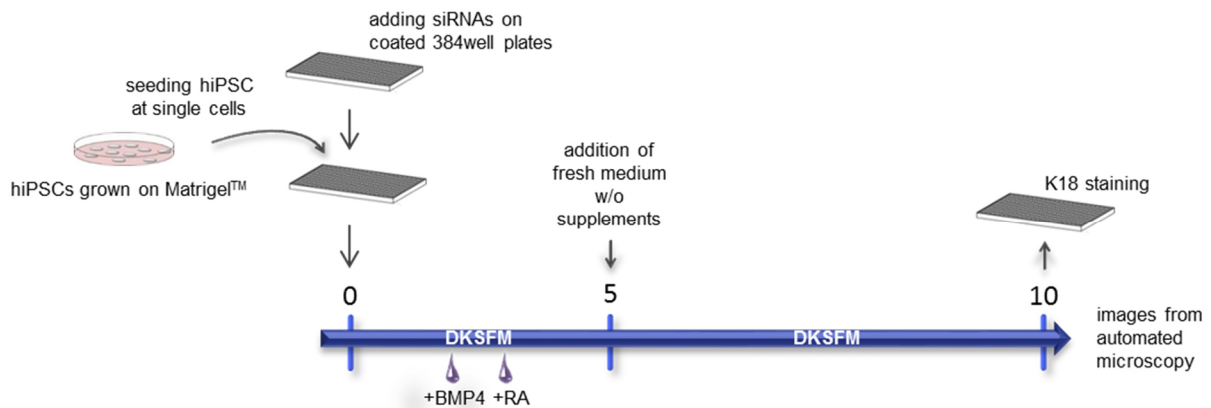 adding siRNAs on
coated 384well plates
seeding hiPSC
at single cells
hiPSCs grown on Matrigel™
addition of
fresh medium
w/o
supplements
K18 staining
0
5
10
DKSFM
DKSFM
+BMP4 +RA
images from
automated
microscopy